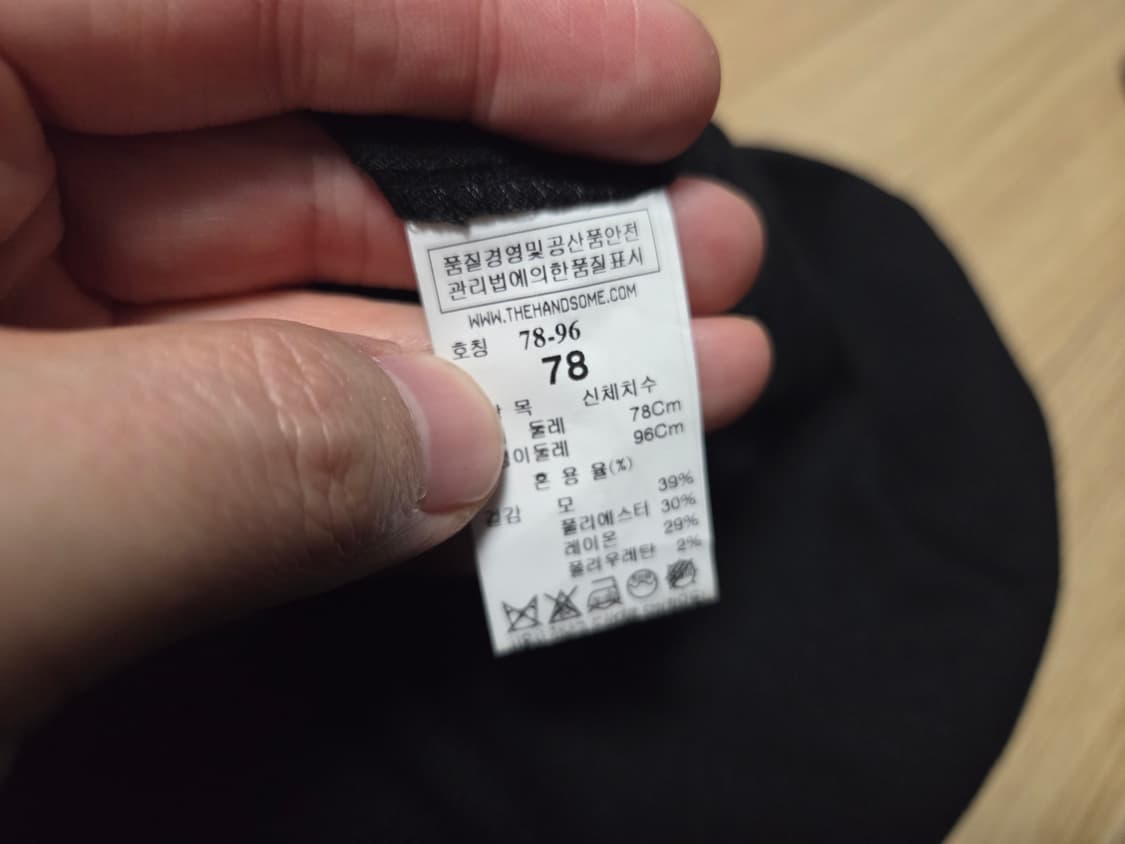 품질경영및공산품안전
관리법에의한품질표시
WWW.THEHANDSOME.COM
호칭 78-96
78
목 신체치수
둘레 78Cm
이둘레 96Cm
혼 용 율(%)
감 모 39%
폴리에스터 30%
레이온 29%
폴리우레탄 2%